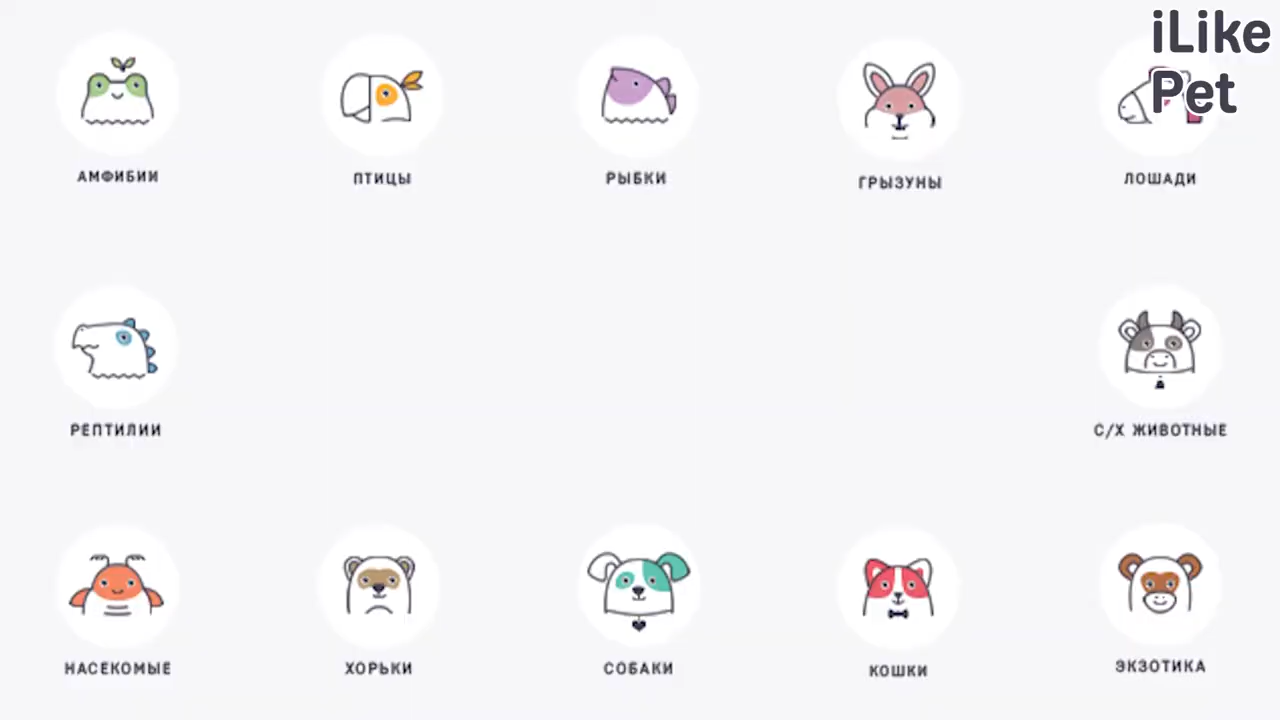 iLike
Pet
АМФИБИИ
ПТИЦЫ
РЫБКИ
ГРЫЗУНЫ
ЛОШАДИ
РЕПТИЛИИ
С/Х ЖИВОТНЫЕ
НАСЕКОМЫЕ
ХОРЬКИ
СОБАКИ
КОШКИ
ЭКЗОТИКА